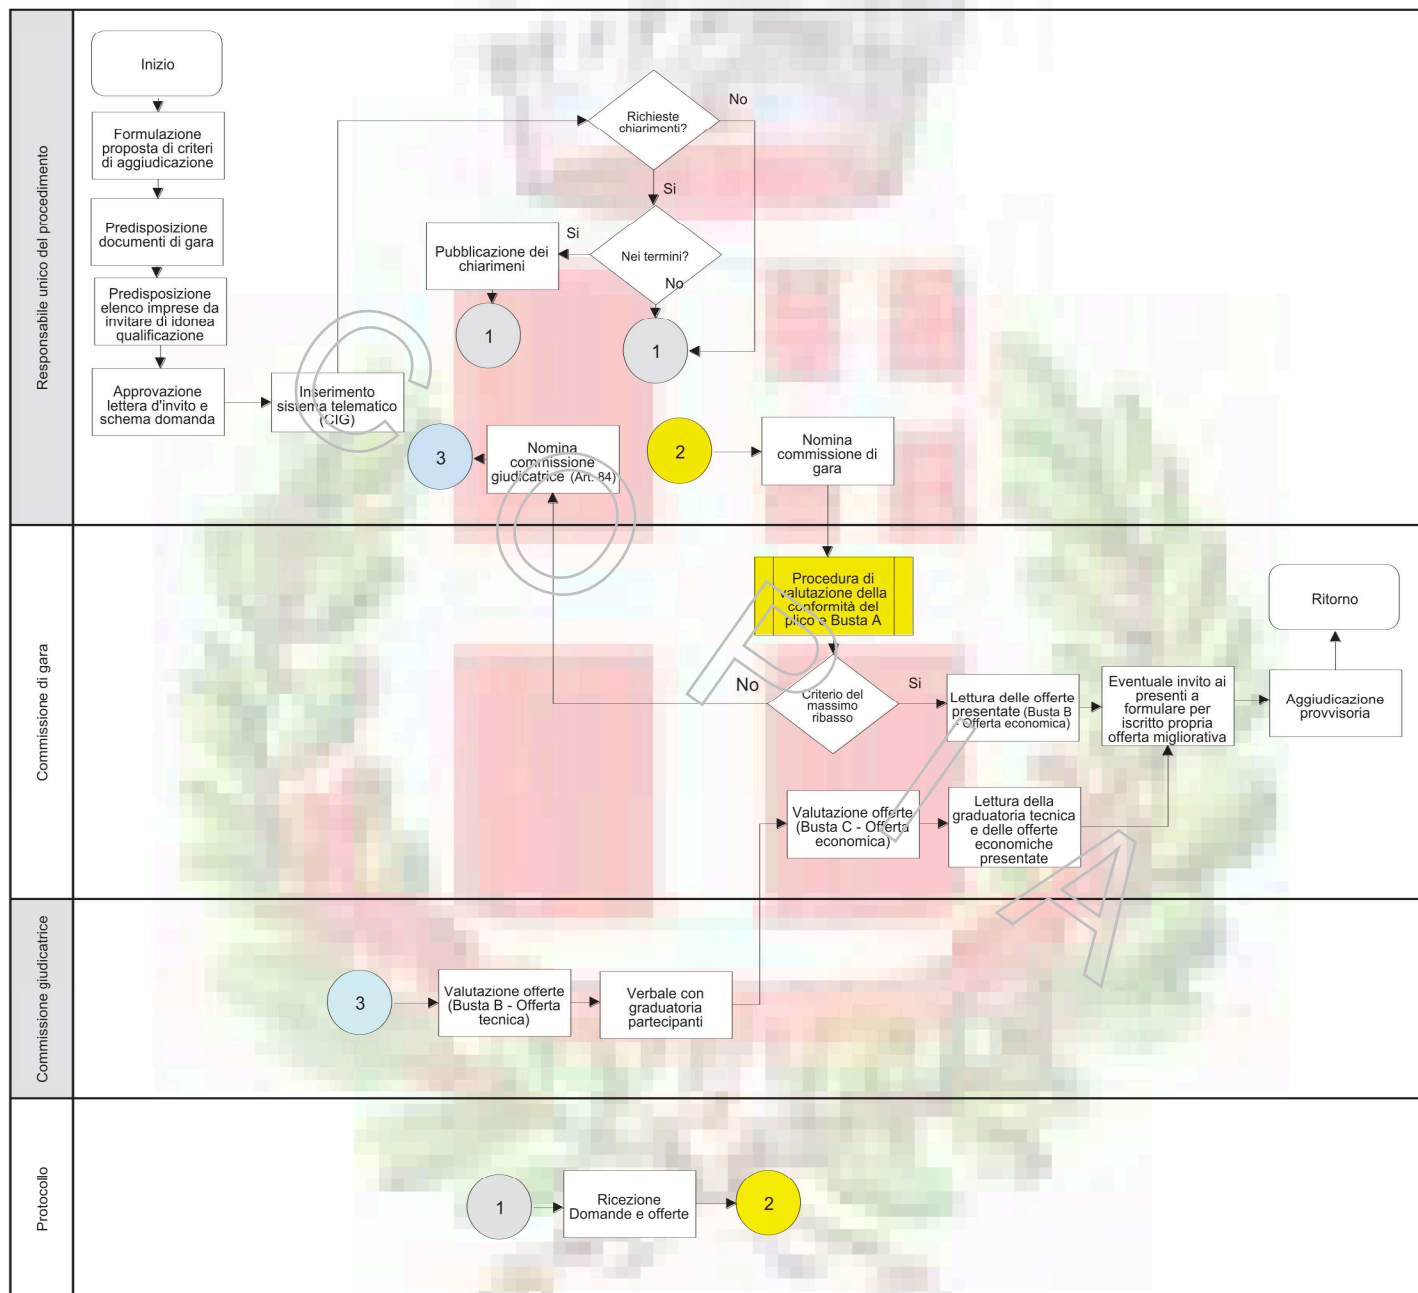 Responsabile unico del procedimento
Inizio
Formulazione
proposta di criteri
di aggiudicazione
Predisposizione
documenti di gara
Predisposizione
elenco imprese da
invitare di idonea
qualificazione
Approvazione
lettera d'invito e
schema domanda
Inserimento
sistema telematico
(CIG)
Richieste
chiarimenti?
No
Si
Nei termini?
Si
No
Pubblicazione dei
chiarimeni
1
1
3
Nomina
commissione
giudicatrice (Art. 84)
2
Nomina
commissione di
gara
Commissione di gara
Procedura di
valutazione della
conformità del
plico e Busta A
Criterio del
massimo
ribasso
No
Si
Lettura delle offerte
presentate (Busta B
- Offerta economica)
Eventuale invito ai
presenti a
formulare per
iscritto propria
offerta migliorativa
Aggiudicazione
provvisoria
Ritorno
Valutazione offerte
(Busta C - Offerta
economica)
Lettura della
graduatoria tecnica
e delle offerte
economiche
presentate
Commissione giudicatrice
3
Valutazione offerte
(Busta B - Offerta
tecnica)
Verbale con
graduatoria
partecipanti
Protocollo
1
Ricezione
Domande e offerte
2
COPIA